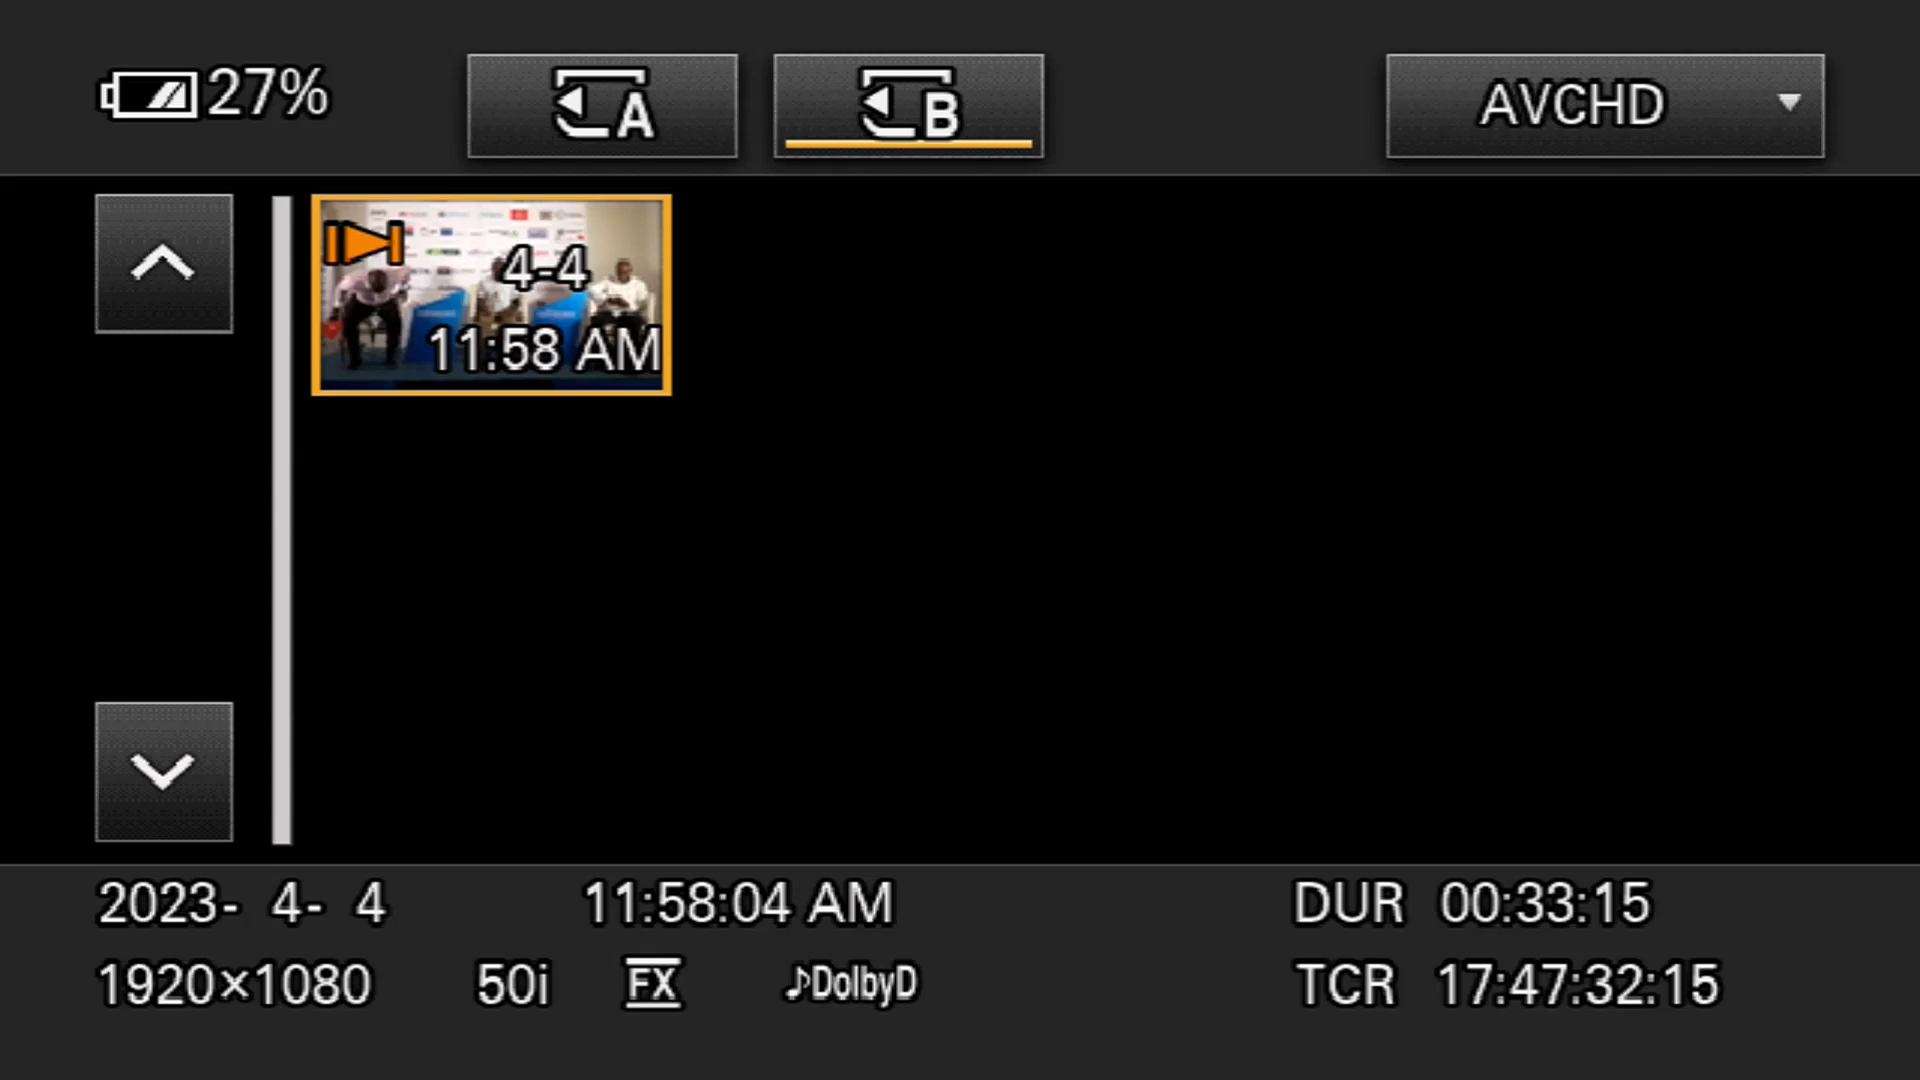 27%
A
B
AVCHD
4-4
11:58 AM
2023- 4- 4 11:58:04 AM DUR 00:33:15
1920×1080 50i FX ♪DolbyD TCR 17:47:32:15